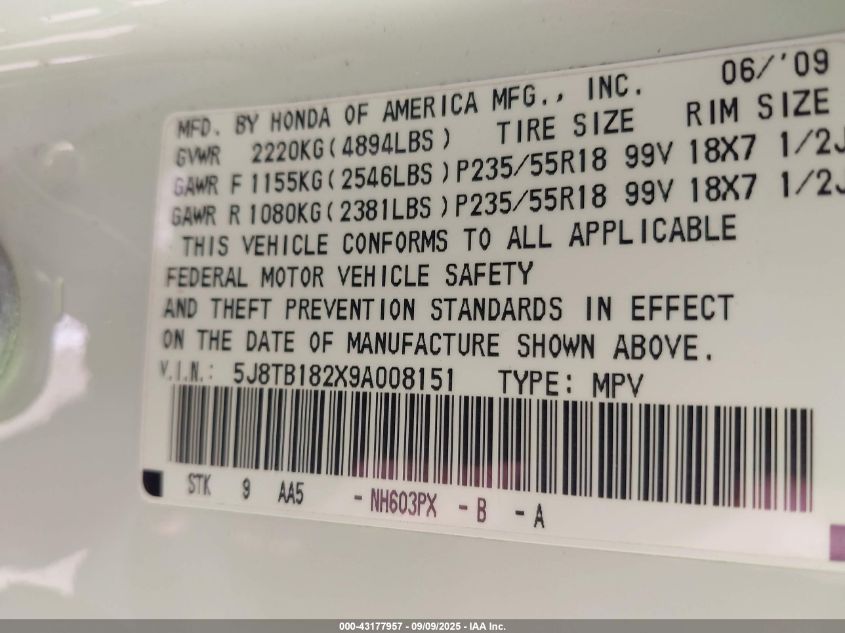 06/'09
MFD. BY HONDA OF AMERICA MFG., INC.
GVWR 2220KG(4894LBS) TIRE SIZE RIM SIZE
GAWR F 1155KG(2546LBS)P235/55R18 99V 18X7 1/2J
GAWR R 1080KG(2381LBS)P235/55R18 99V 18X7 1/2J
THIS VEHICLE CONFORMS TO ALL APPLICABLE
FEDERAL MOTOR VEHICLE SAFETY
AND THEFT PREVENTION STANDARDS IN EFFECT
ON THE DATE OF MANUFACTURE SHOWN ABOVE.
V.I.N.: 5J8TB182X9A008151 TYPE: MPV
STK 9 AA5 -NH603PX -B -A
000-43177957 - 09/09/2025 - IAA Inc.